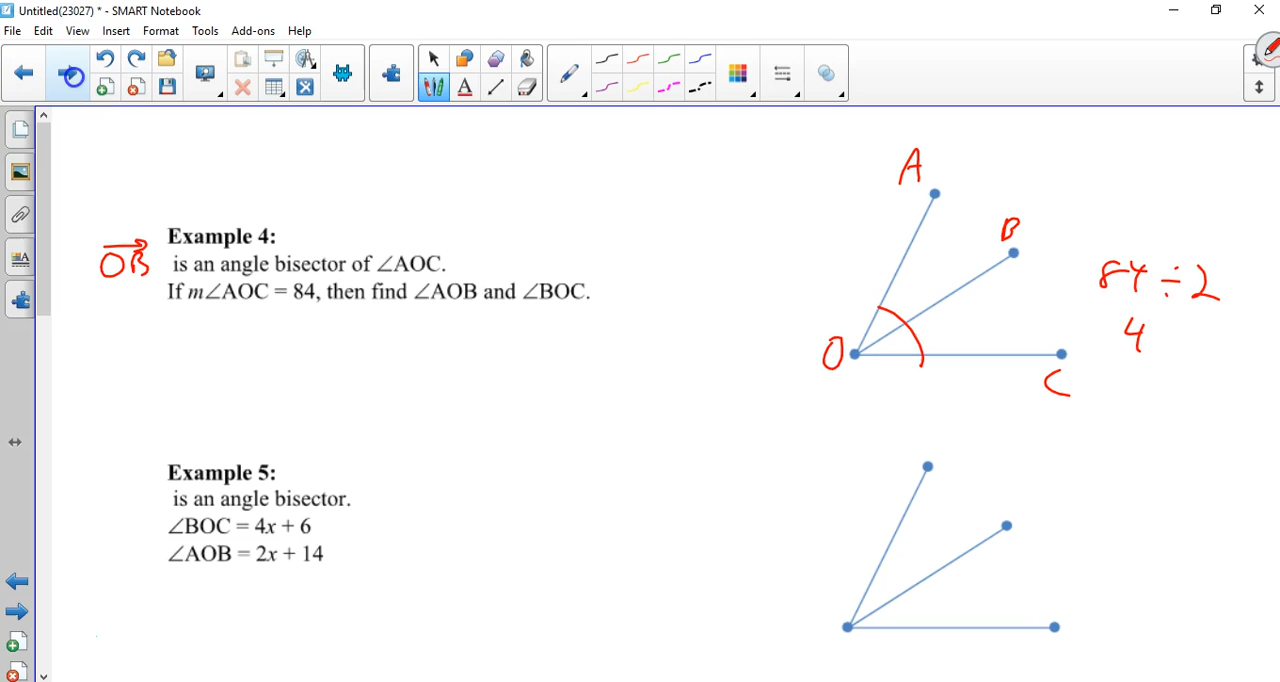 Untitled(23027) * - SMART Notebook
File Edit View Insert Format Tools Add-ons Help
A
B
Example 4:
OB is an angle bisector of ∠AOC.
If m∠AOC = 84, then find ∠AOB and ∠BOC.
84 ÷ 2
4
O
C
Example 5:
is an angle bisector.
∠BOC = 4x + 6
∠AOB = 2x + 14